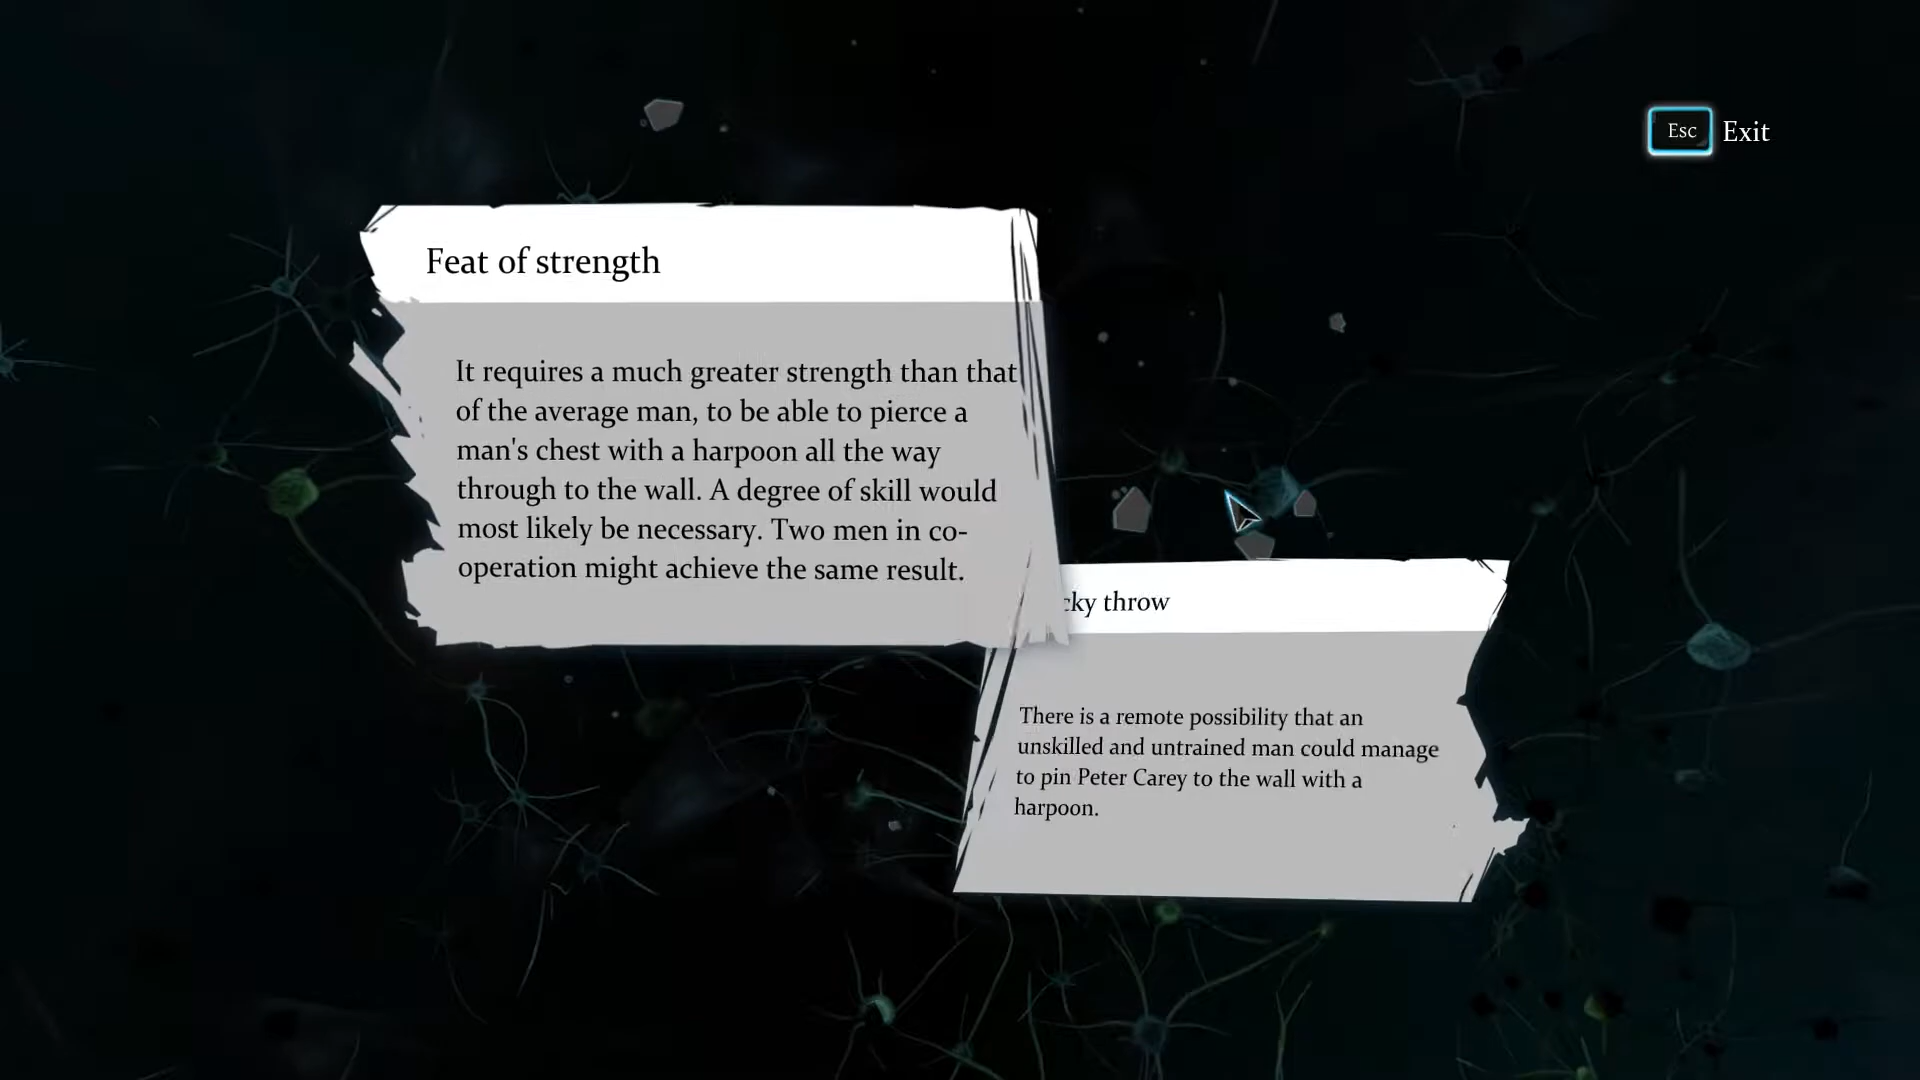 Esc Exit
Feat of strength
It requires a much greater strength than that
of the average man, to be able to pierce a
man's chest with a harpoon all the way
through to the wall. A degree of skill would
most likely be necessary. Two men in co-
operation might achieve the same result.
cky throw
There is a remote possibility that an
unskilled and untrained man could manage
to pin Peter Carey to the wall with a
harpoon.